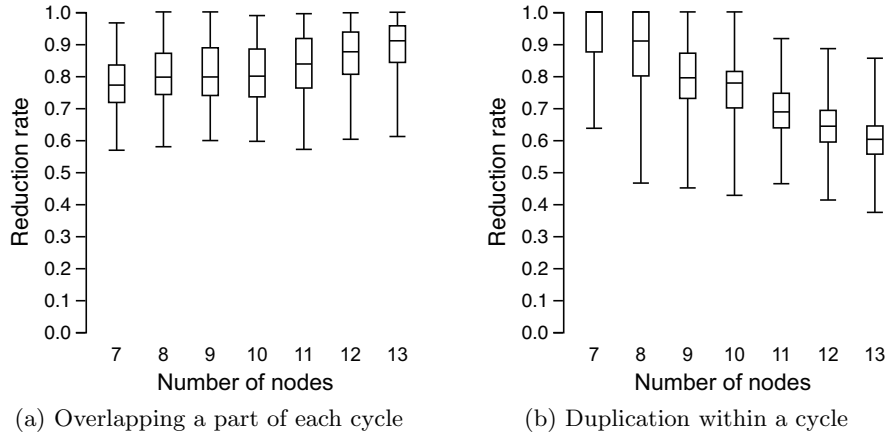 Reduction rate
1.0
0.9
0.8
0.7
0.6
0.5
0.4
0.3
0.2
0.1
0.0
7 8 9 10 11 12 13
Number of nodes
(a) Overlapping a part of each cycle
Reduction rate
1.0
0.9
0.8
0.7
0.6
0.5
0.4
0.3
0.2
0.1
0.0
7 8 9 10 11 12 13
Number of nodes
(b) Duplication within a cycle